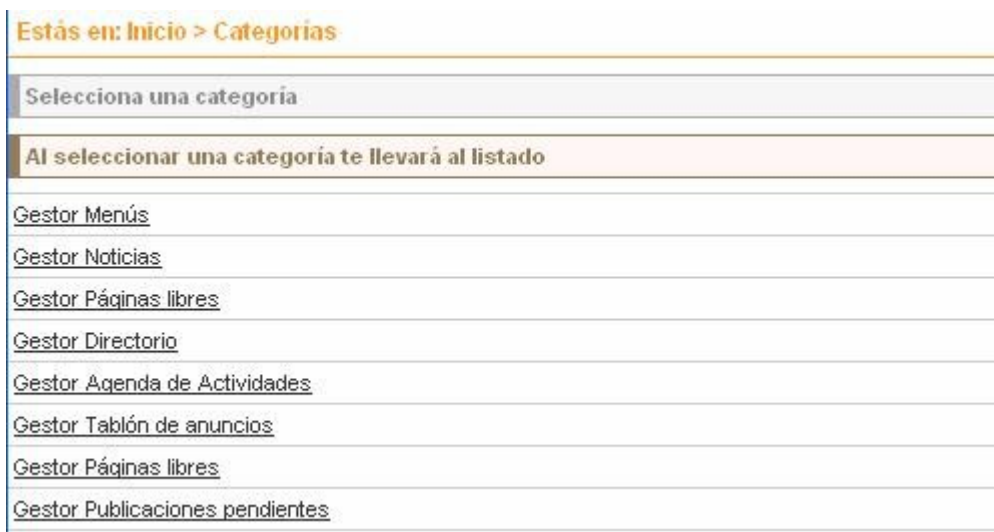 Estás en: Inicio > Categorías
Selecciona una categoría
Al seleccionar una categoría te llevará al listado
Gestor Menús
Gestor Noticias
Gestor Páginas libres
Gestor Directorio
Gestor Agenda de Actividades
Gestor Tablón de anuncios
Gestor Páginas libres
Gestor Publicaciones pendientes